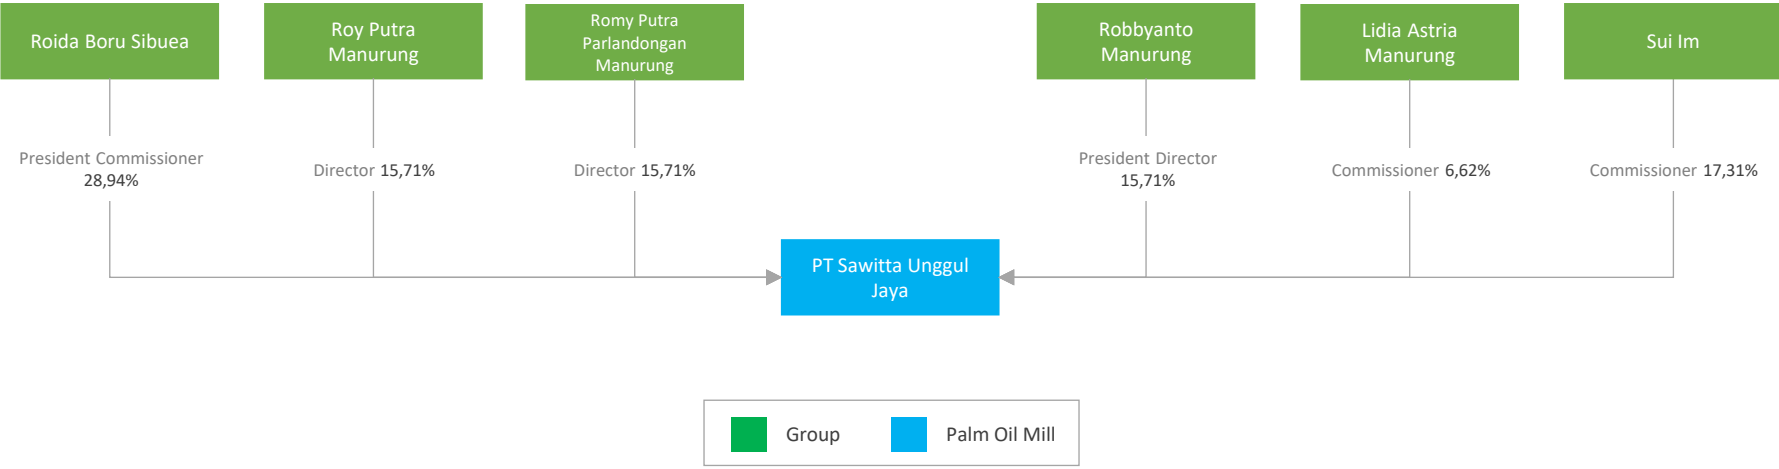 Roida Boru Sibuea
Roy Putra
Manurung
Romy Putra
Parlandongan
Manurung
Robbyanto
Manurung
Lidia Astria
Manurung
Sui Im
President Commissioner
28,94%
Director 15,71%
Director 15,71%
President Director
15,71%
Commissioner 6,62%
Commissioner 17,31%
PT Sawitta Unggul
Jaya
Group
Palm Oil Mill